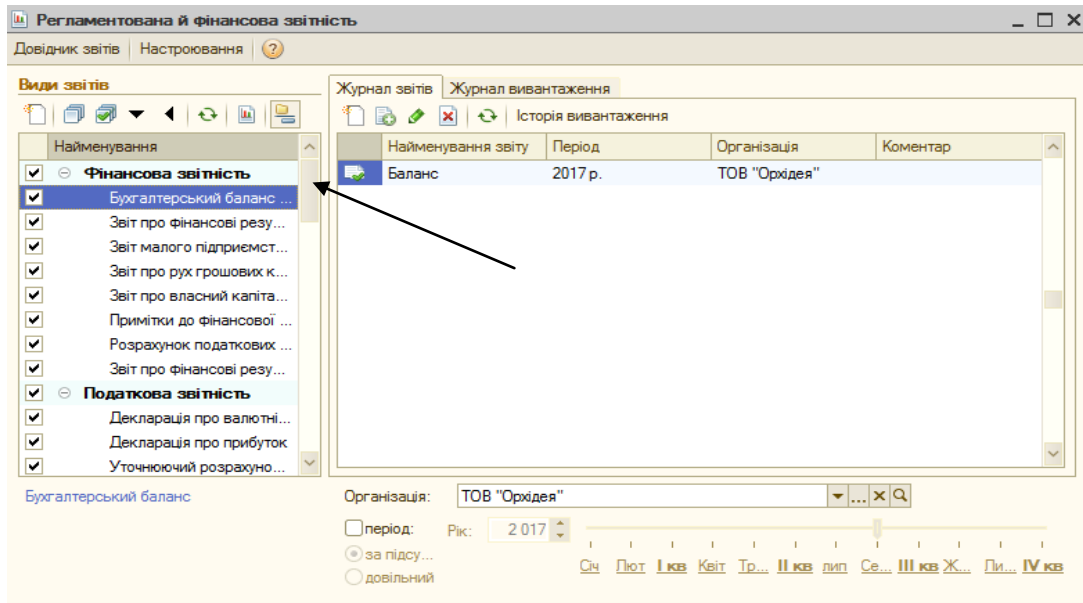 Регламентована й фінансова звітність
Довідник звітів Настроювання ?
Види звітів
Найменування
Фінансова звітність
Бухгалтерський баланс ...
Звіт про фінансові резу...
Звіт малого підприємст...
Звіт про рух грошових к...
Звіт про власний капіта...
Примітки до фінансової ...
Розрахунок податкових ...
Звіт про фінансові резу...
Податкова звітність
Декларація про валютні...
Декларація про прибуток
Уточнюючий розрахуно...
Бухгалтерський баланс
Журнал звітів Журнал вивантаження
Історія вивантаження
Найменування звіту Період Організація Коментар
Баланс 2017 р. ТОВ "Орхідея"
Організація: ТОВ "Орхідея" ...
період: Рік: 2 017
за підсу...
довільний
Січ Лют I кв Квіт Тр... II кв лип Се... III кв Ж... Ли... IV кв